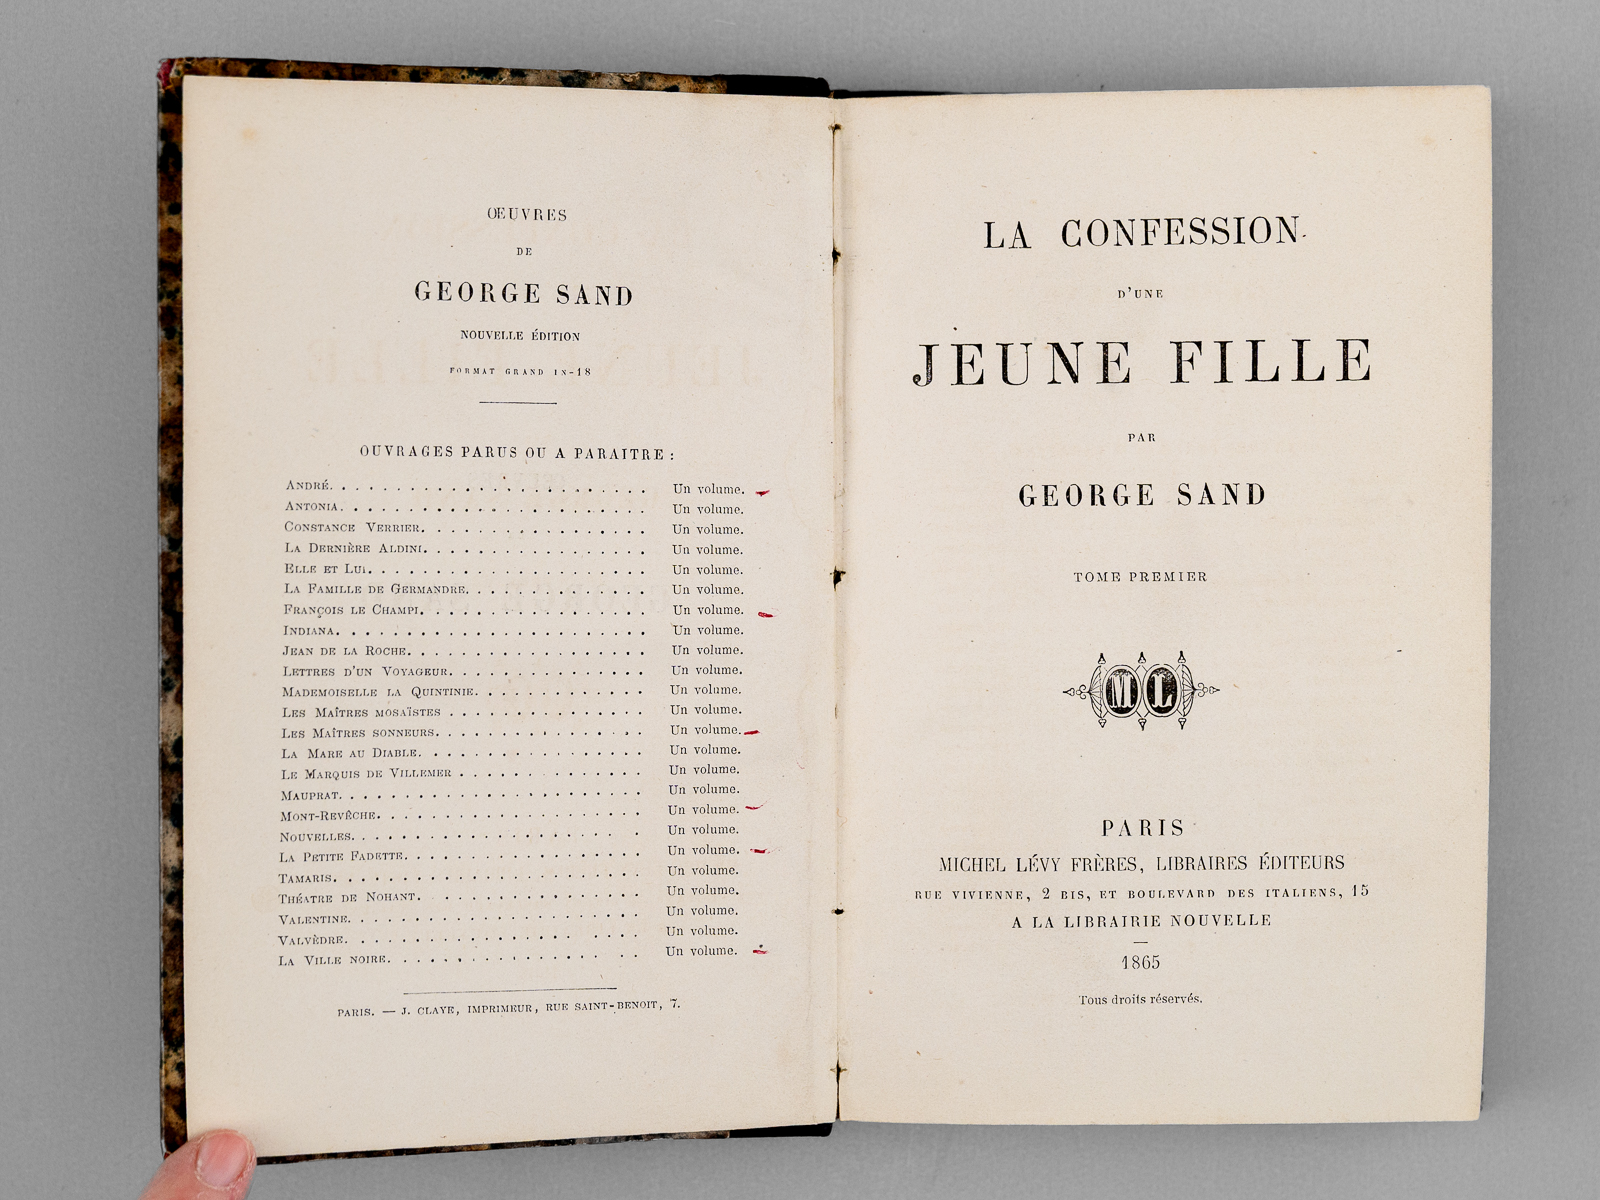 ŒUVRES
DE
GEORGE SAND
NOUVELLE ÉDITION
FORMAT GRAND IN-18
OUVRAGES PARUS OU A PARAITRE :
ANDRÉ. . . . . . . . . . . . . . . . . . . . . . . . Un volume.
ANTONIA. . . . . . . . . . . . . . . . . . . . . . . Un volume.
CONSTANCE VERRIER. . . . . . . . . . . . . . . . . Un volume.
LA DERNIÈRE ALDINI. . . . . . . . . . . . . . . . . Un volume.
ELLE ET LUI. . . . . . . . . . . . . . . . . . . . . Un volume.
LA FAMILLE DE GERMANDRE. . . . . . . . . . . . . . Un volume.
FRANÇOIS LE CHAMPI. . . . . . . . . . . . . . . . . Un volume.
INDIANA. . . . . . . . . . . . . . . . . . . . . . . Un volume.
JEAN DE LA ROCHE. . . . . . . . . . . . . . . . . . Un volume.
LETTRES D'UN VOYAGEUR. . . . . . . . . . . . . . . Un volume.
MADEMOISELLE LA QUINTINIE. . . . . . . . . . . . . Un volume.
LES MAÎTRES MOSAÏSTES . . . . . . . . . . . . . . . Un volume.
LES MAÎTRES SONNEURS. . . . . . . . . . . . . . . . Un volume.
LA MARE AU DIABLE. . . . . . . . . . . . . . . . . Un volume.
LE MARQUIS DE VILLEMER . . . . . . . . . . . . . . Un volume.
MAUPRAT. . . . . . . . . . . . . . . . . . . . . . . Un volume.
MONT-REVÊCHE. . . . . . . . . . . . . . . . . . . . Un volume.
NOUVELLES. . . . . . . . . . . . . . . . . . . . . Un volume.
LA PETITE FADETTE. . . . . . . . . . . . . . . . . . Un volume.
TAMARIS. . . . . . . . . . . . . . . . . . . . . . . Un volume.
THÉATRE DE NOHANT. . . . . . . . . . . . . . . . . Un volume.
VALENTINE. . . . . . . . . . . . . . . . . . . . . . Un volume.
VALVÈDRE. . . . . . . . . . . . . . . . . . . . . Un volume.
LA VILLE NOIRE. . . . . . . . . . . . . . . . . . Un volume.
PARIS. — J. CLAYE, IMPRIMEUR, RUE SAINT-BENOIT, 7.
LA CONFESSION
D'UNE
JEUNE FILLE
PAR
GEORGE SAND
TOME PREMIER
ML
PARIS
MICHEL LÉVY FRÈRES, LIBRAIRES ÉDITEURS
RUE VIVIENNE, 2 BIS, ET BOULEVARD DES ITALIENS, 15
A LA LIBRAIRIE NOUVELLE
1865
Tous droits réservés.